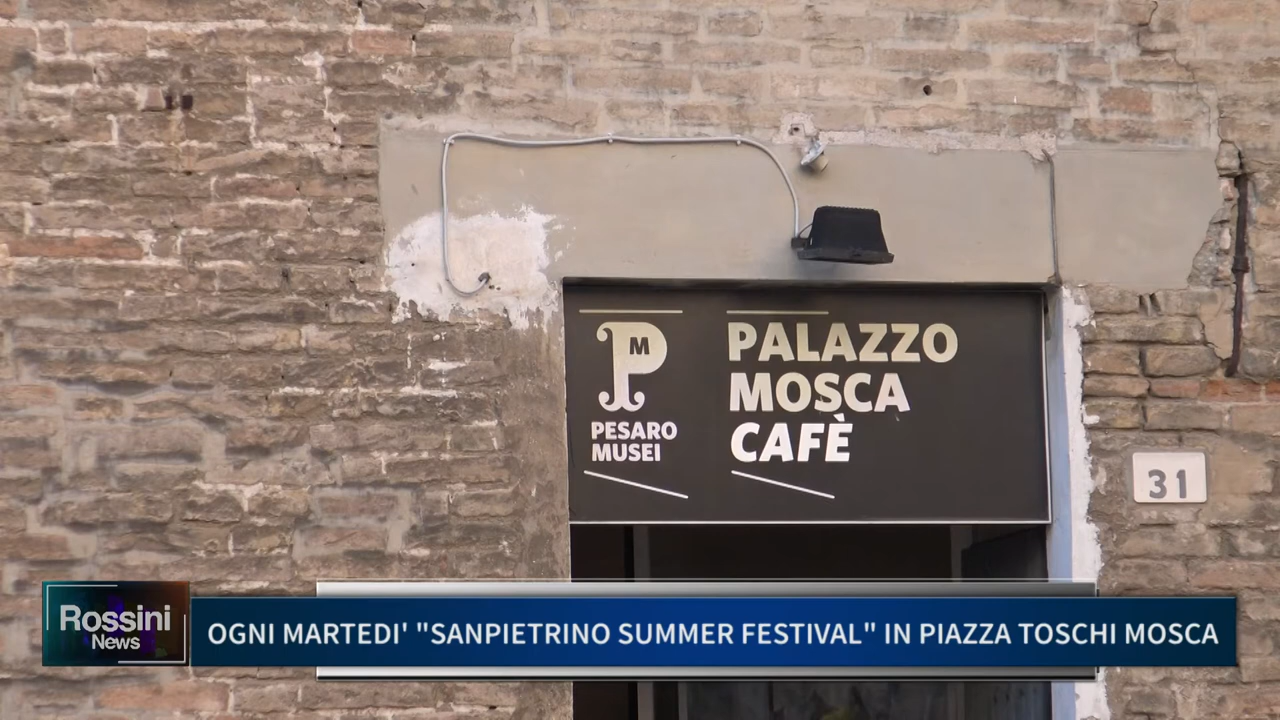 M
PESARO
MUSEI
PALAZZO
MOSCA
CAFÈ
31
Rossini
News
OGNI MARTEDI' "SANPIETRINO SUMMER FESTIVAL" IN PIAZZA TOSCHI MOSCA